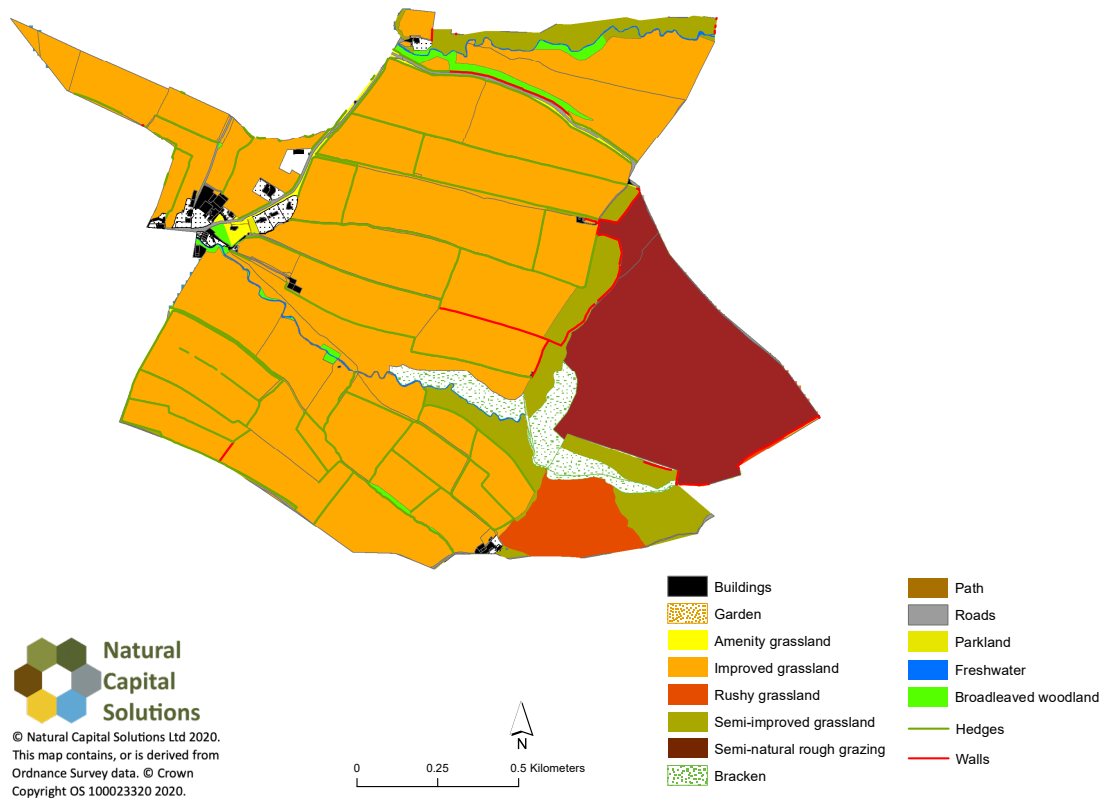 Buildings
Garden
Amenity grassland
Improved grassland
Rushy grassland
Semi-improved grassland
Semi-natural rough grazing
Bracken
Path
Roads
Parkland
Freshwater
Broadleaved woodland
Hedges
Walls
Natural
Capital
Solutions
© Natural Capital Solutions Ltd 2020.
This map contains, or is derived from
Ordnance Survey data. © Crown
Copyright OS 100023320 2020.
N
0 0.25 0.5 Kilometers